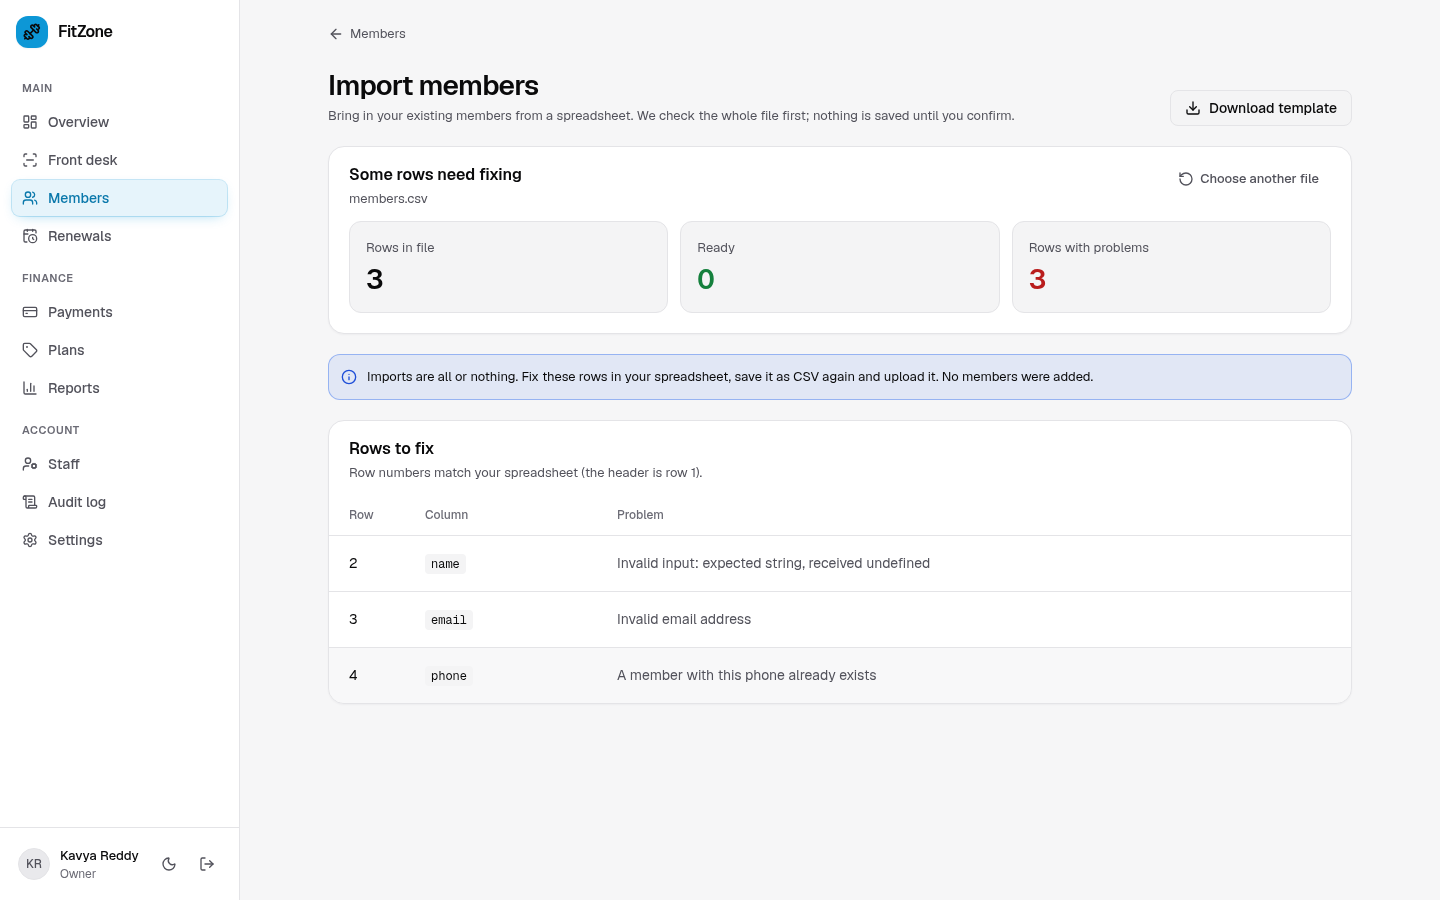 FitZone
MAIN
Overview
Front desk
Members
Renewals
FINANCE
Payments
Plans
Reports
ACCOUNT
Staff
Audit log
Settings
KR
Kavya Reddy
Owner
Members
Import members
Bring in your existing members from a spreadsheet. We check the whole file first; nothing is saved until you confirm.
Download template
Some rows need fixing
members.csv
Choose another file
Rows in file
3
Ready
0
Rows with problems
3
Imports are all or nothing. Fix these rows in your spreadsheet, save it as CSV again and upload it. No members were added.
Rows to fix
Row numbers match your spreadsheet (the header is row 1).
Row Column Problem
2 name Invalid input: expected string, received undefined
3 email Invalid email address
4 phone A member with this phone already exists